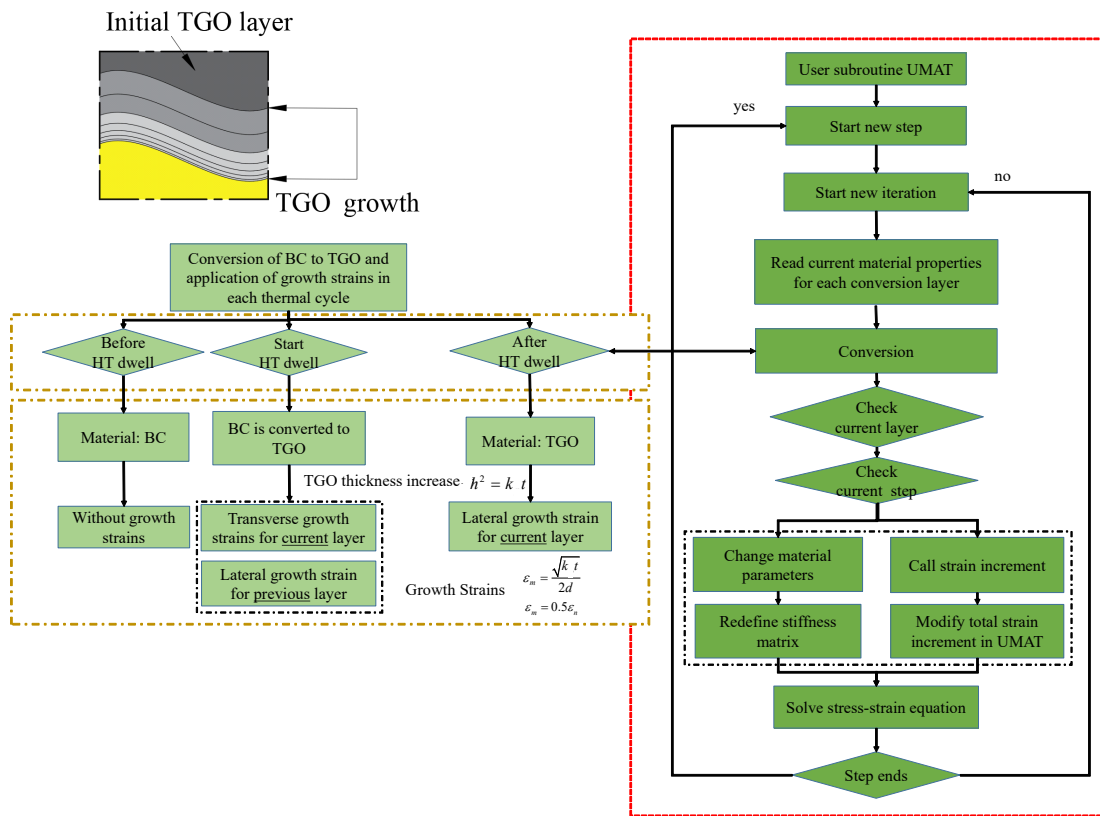 Initial TGO layer
TGO growth
Conversion of BC to TGO and
application of growth strains in
each thermal cycle
Before
HT dwell
Start
HT dwell
After
HT dwell
Material: BC
BC is converted to
TGO
Material: TGO
TGO thickness increase h² = k t
Without growth
strains
Transverse growth
strains for current layer
Lateral growth strain
for previous layer
Lateral growth strain
for current layer
Growth Strains
εₘ = √(k t) / 2d
εₘ = 0.5εₙ
User subroutine UMAT
yes
Start new step
Start new iteration
no
Read current material properties
for each conversion layer
Conversion
Check
current layer
Check
current step
Change material
parameters
Call strain increment
Redefine stiffness
matrix
Modify total strain
increment in UMAT
Solve stress-strain equation
Step ends